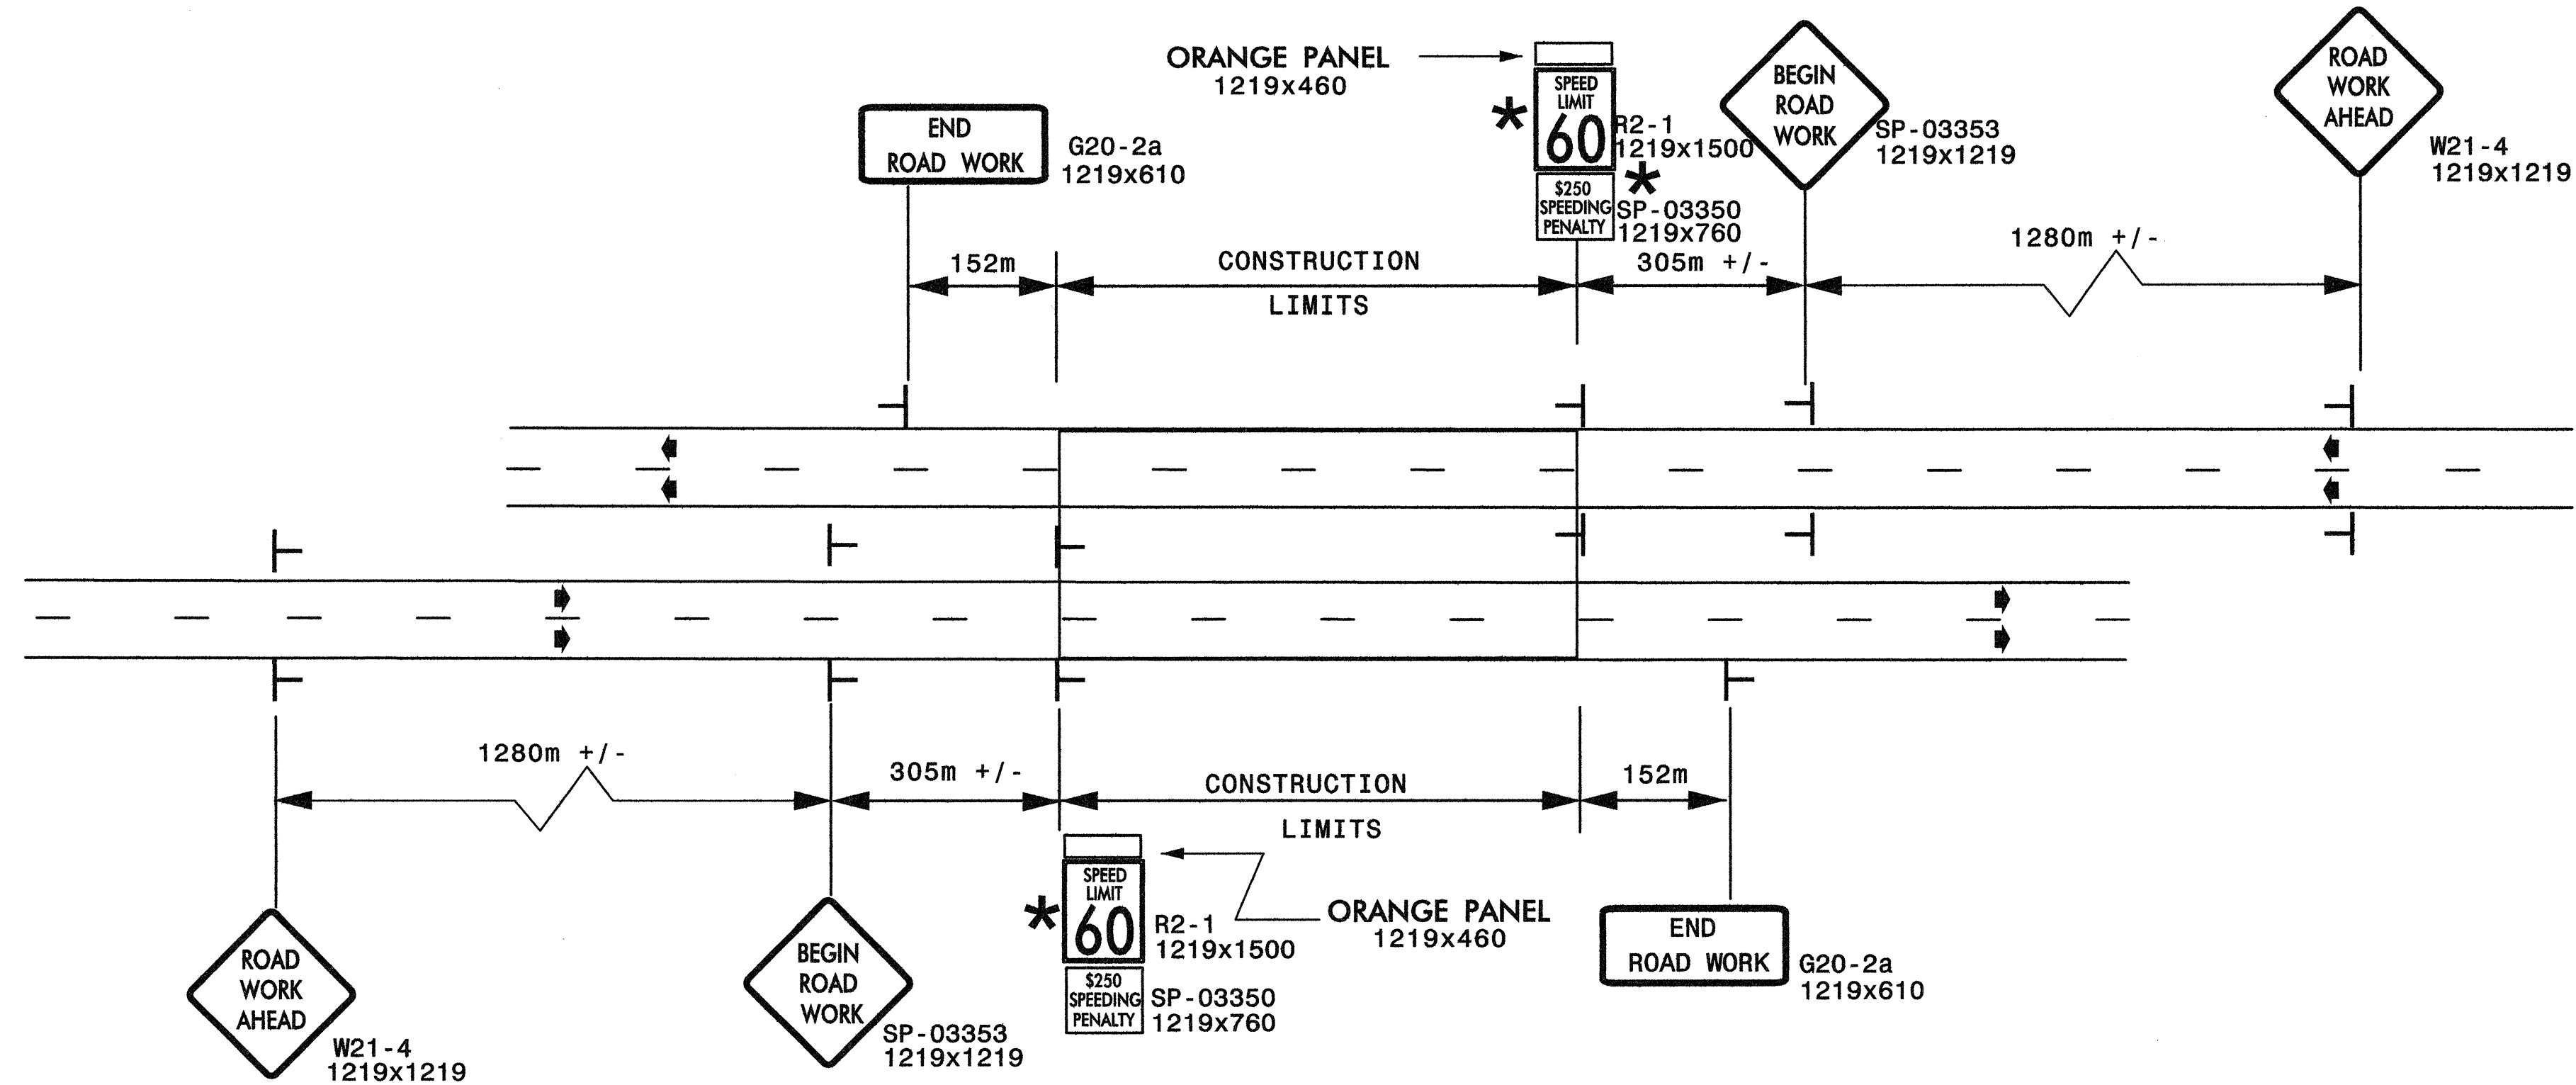 ORANGE PANEL
1219x460
SPEED
LIMIT
60
R2-1
1219x1500
$250
SPEEDING
PENALTY
SP-03350
1219x760
BEGIN
ROAD
WORK
SP-03353
1219x1219
ROAD
WORK
AHEAD
W21-4
1219x1219
END
ROAD WORK
G20-2a
1219x610
152m
CONSTRUCTION
LIMITS
305m +/-
1280m +/-
1280m +/-
305m +/-
CONSTRUCTION
LIMITS
152m
ROAD
WORK
AHEAD
W21-4
1219x1219
BEGIN
ROAD
WORK
SP-03353
1219x1219
SPEED
LIMIT
60
R2-1
1219x1500
$250
SPEEDING
PENALTY
SP-03350
1219x760
ORANGE PANEL
1219x460
END
ROAD WORK
G20-2a
1219x610